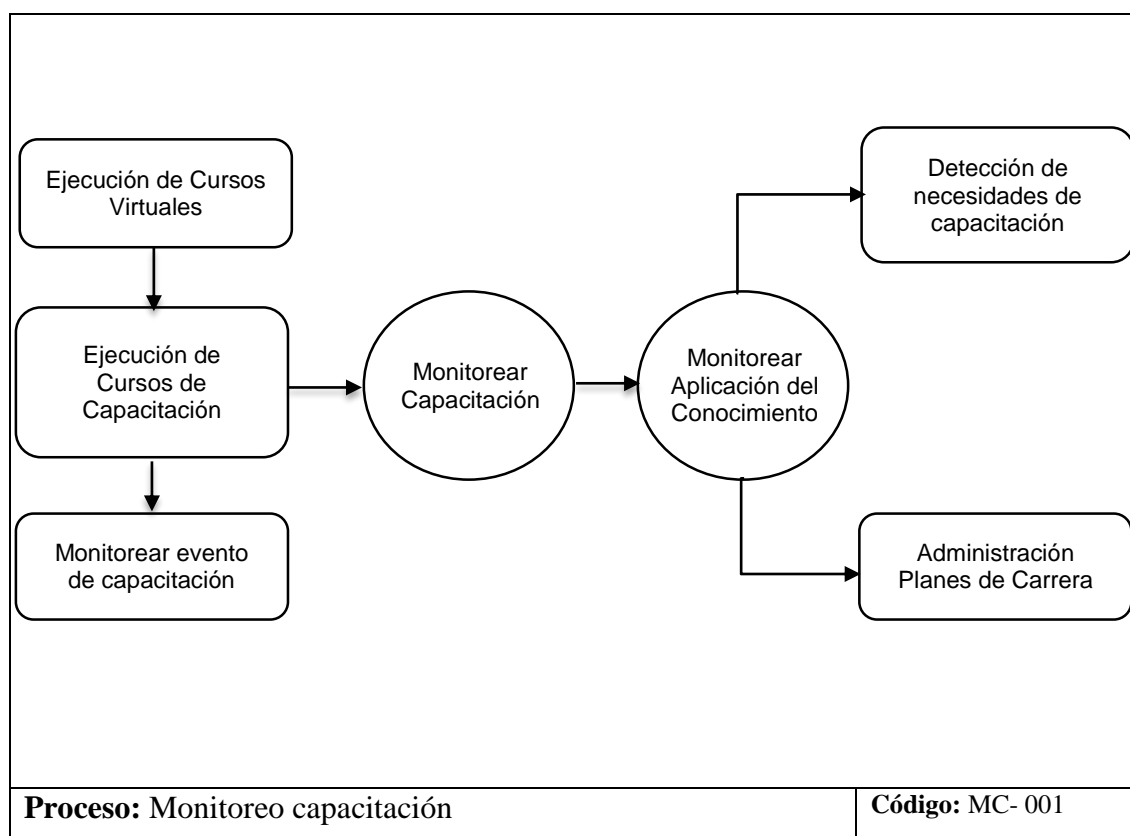 Ejecución de Cursos
Virtuales
Ejecución de
Cursos de
Capacitación
Monitorear evento
de capacitación
Monitorear
Capacitación
Monitorear
Aplicación del
Conocimiento
Detección de
necesidades de
capacitación
Administración
Planes de Carrera
Proceso: Monitoreo capacitación
Código: MC- 001